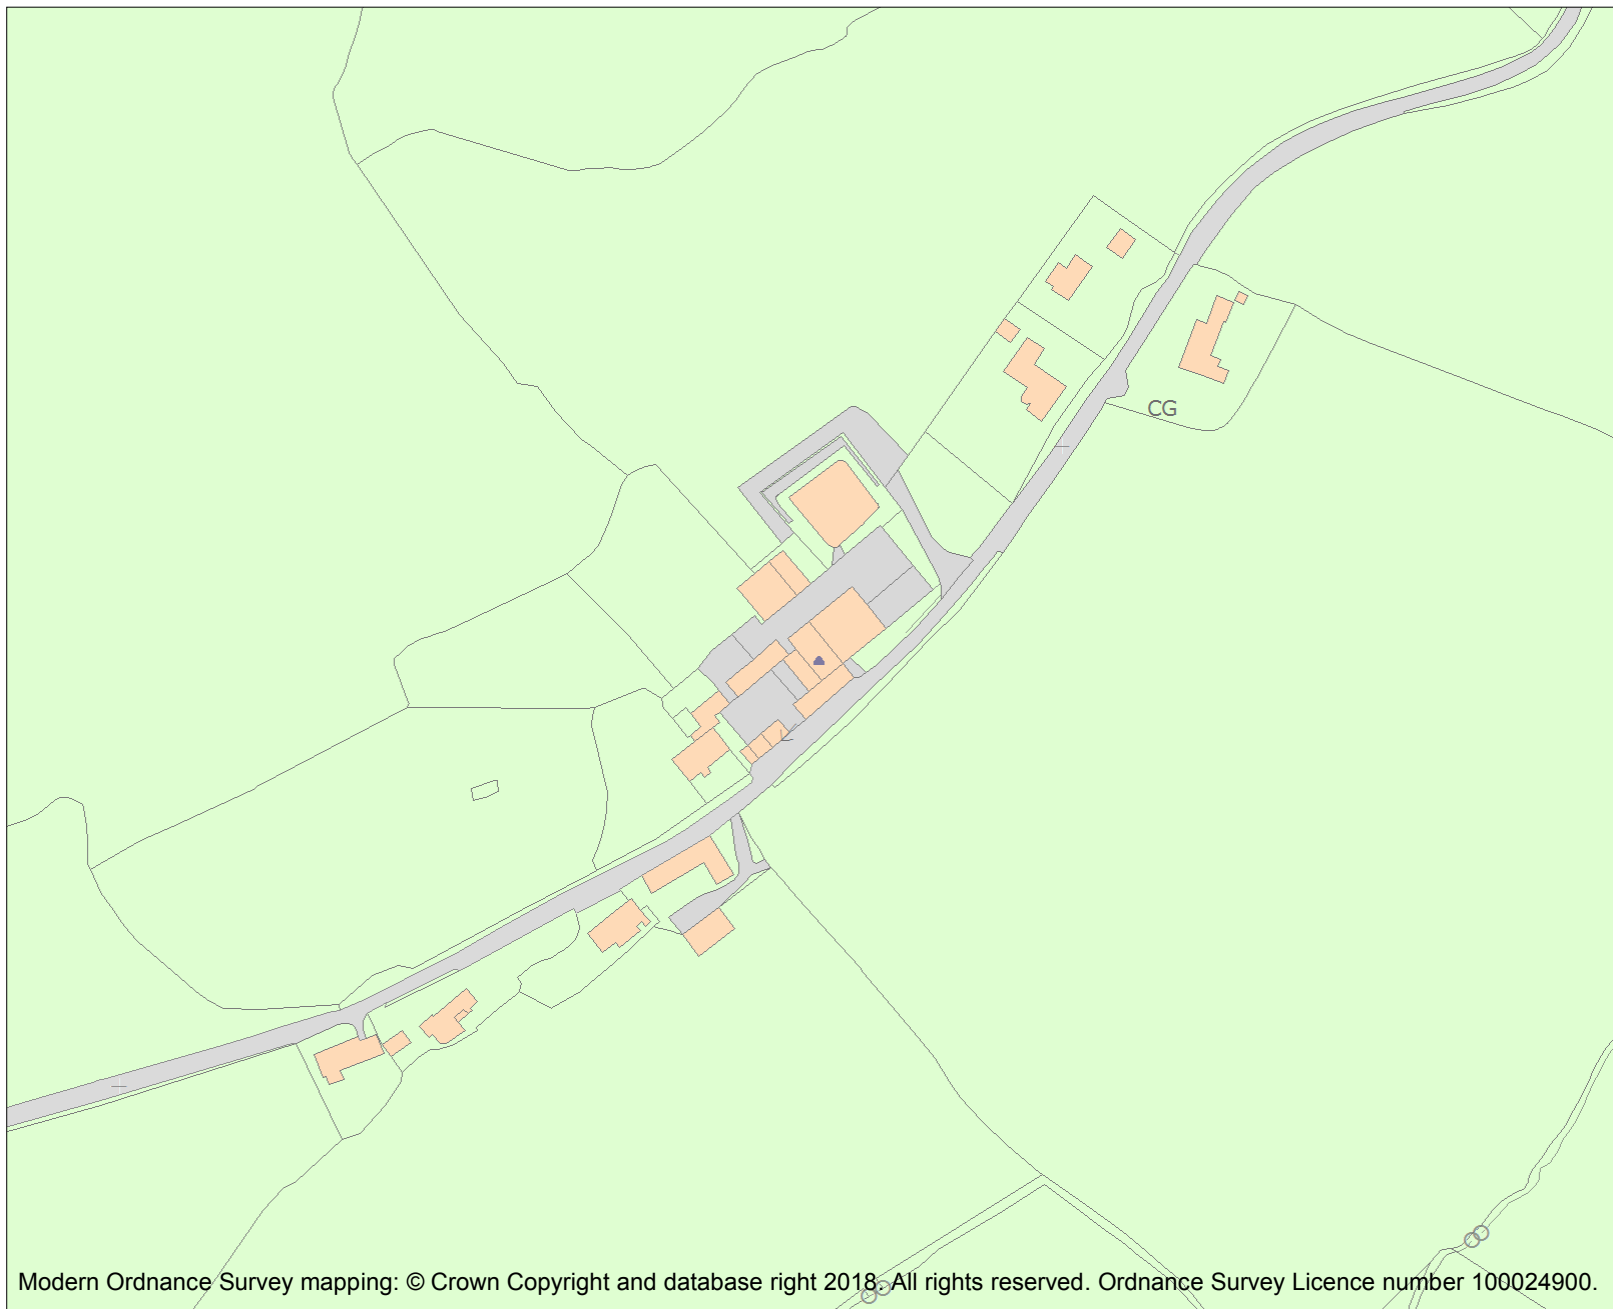 CG
Modern Ordnance Survey mapping: © Crown Copyright and database right 2018. All rights reserved. Ordnance Survey Licence number 100024900.